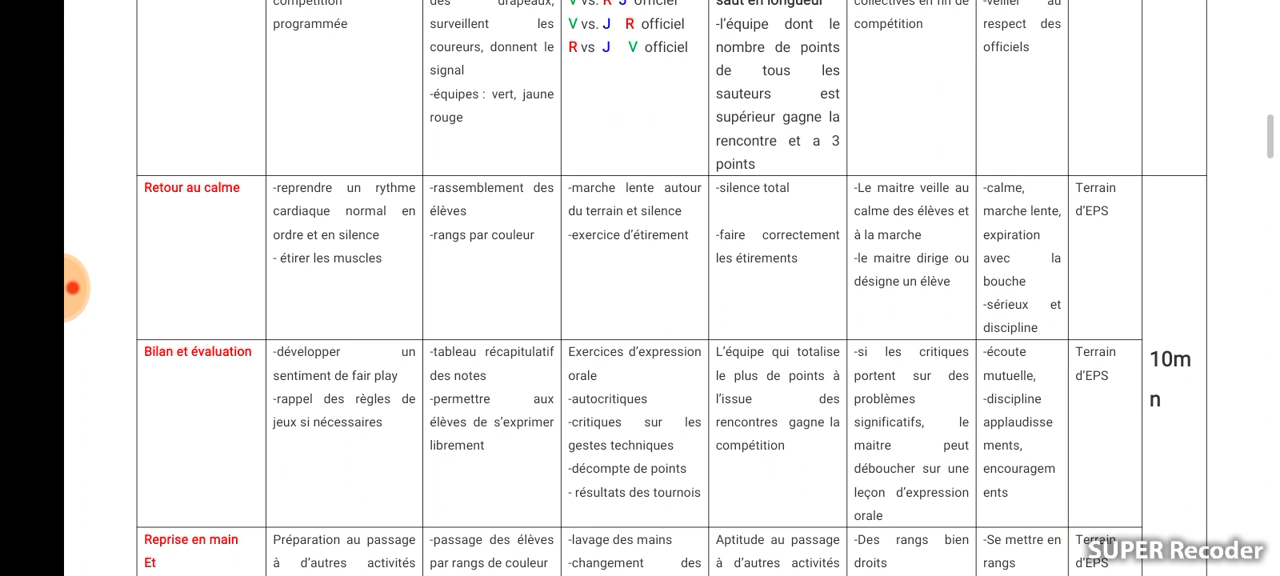 compétition
programmée
des drapeaux,
surveillent les
coureurs, donnent le
signal
-équipes : vert, jaune
rouge
V vs. R J officiel
V vs. J R officiel
R vs J V officiel
saut en longueur
-l’équipe dont le
nombre de points
de tous les
sauteurs est
supérieur gagne la
rencontre et a 3
points
collectives en fin de
compétition
-veiller au
respect des
officiels
Retour au calme
-reprendre un rythme
cardiaque normal en
ordre et en silence
- étirer les muscles
-rassemblement des
élèves
-rangs par couleur
-marche lente autour
du terrain et silence
-exercice d’étirement
-silence total
-faire correctement
les étirements
-Le maitre veille au
calme des élèves et
à la marche
-le maitre dirige ou
désigne un élève
-calme,
marche lente,
expiration
avec la
bouche
-sérieux et
discipline
Terrain
d’EPS
10m
n
Bilan et évaluation
-développer un
sentiment de fair play
-rappel des règles de
jeux si nécessaires
-tableau récapitulatif
des notes
-permettre aux
élèves de s’exprimer
librement
Exercices d’expression
orale
-autocritiques
-critiques sur les
gestes techniques
-décompte de points
- résultats des tournois
L’équipe qui totalise
le plus de points à
l’issue des
rencontres gagne la
compétition
-si les critiques
portent sur des
problèmes
significatifs, le
maitre peut
déboucher sur une
leçon d’expression
orale
-écoute
mutuelle,
-discipline
applaudisse
ments,
encouragem
ents
Terrain
d’EPS
Reprise en main
Et
Préparation au passage
à d’autres activités
-passage des élèves
par rangs de couleur
-lavage des mains
-changement des
Aptitude au passage
à d’autres activités
-Des rangs bien
droits
-Se mettre en
rangs
Terrain
d’EPS
SUPER Recoder